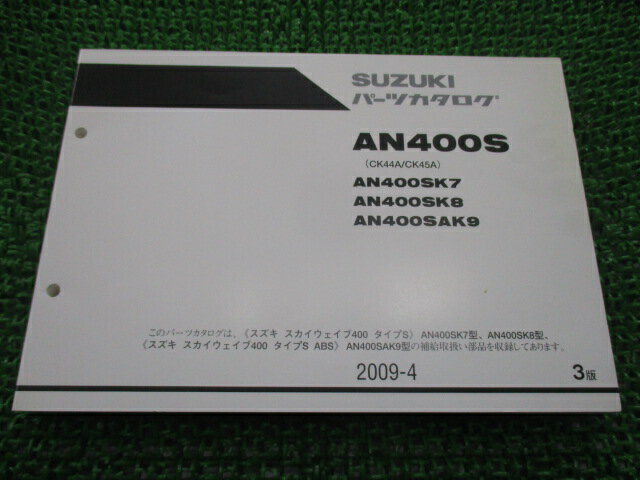 SUZUKI
パーツカタログ
AN400S
(CK44A/CK45A)
AN400SK7
AN400SK8
AN400SAK9
このパーツカタログは、〈スズキ スカイウェイブ400 タイプS〉 AN400SK7型、AN400SK8型、
〈スズキ スカイウェイブ400 タイプS ABS〉 AN400SAK9型の補給取扱い部品を収録してあります。
2009-4
3版